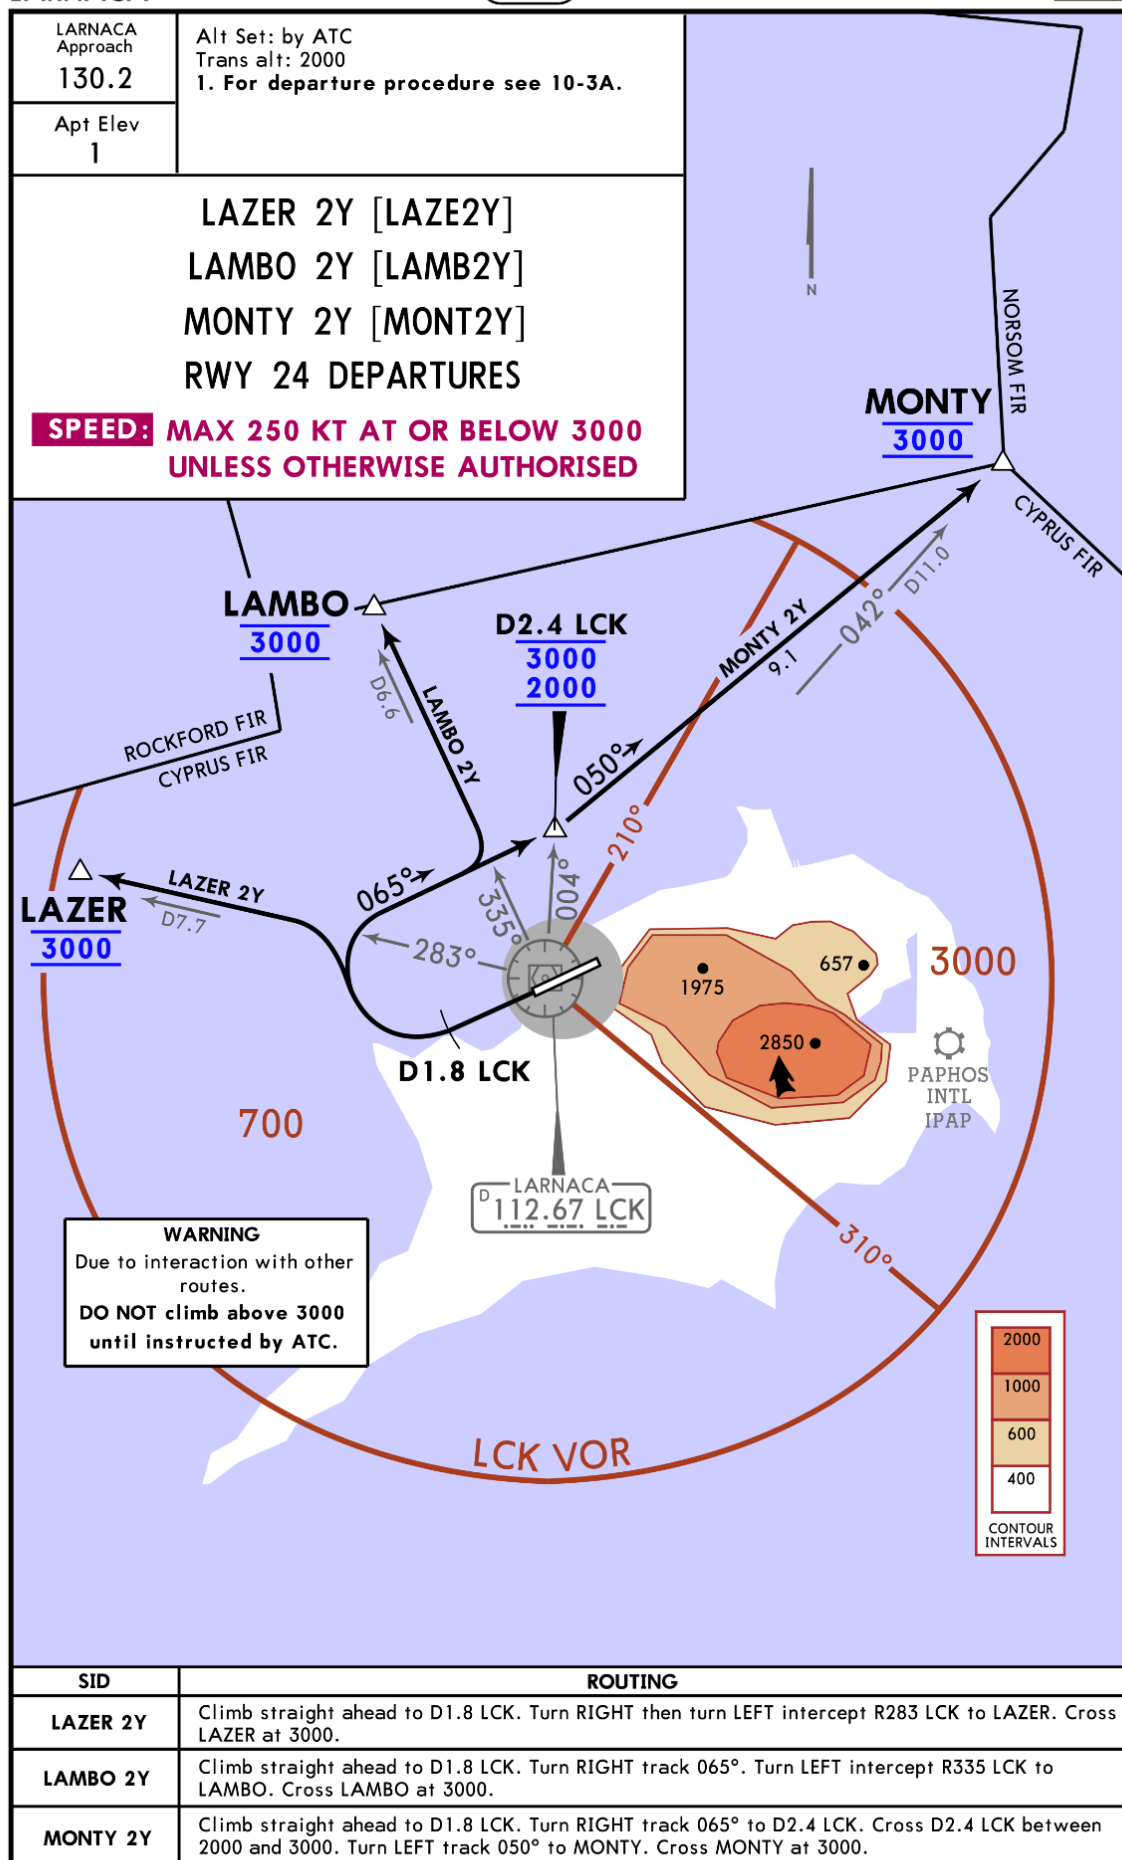 LARNACA
Approach
130.2
Alt Set: by ATC
Trans alt: 2000
1. For departure procedure see 10-3A.
Apt Elev
1
LAZER 2Y [LAZE2Y]
LAMBO 2Y [LAMB2Y]
MONTY 2Y [MONT2Y]
RWY 24 DEPARTURES
SPEED: MAX 250 KT AT OR BELOW 3000
UNLESS OTHERWISE AUTHORISED
N
NORSOM FIR
MONTY
3000
CYPRUS FIR
LAMBO
3000
D2.4 LCK
3000
2000
MONTY 2Y
9.1
042°
D11.0
D6.6
LAMBO 2Y
ROCKFORD FIR
CYPRUS FIR
050°
210°
LAZER 2Y
D7.7
LAZER
3000
065°
335°
004°
283°
1975
657
3000
2850
D1.8 LCK
PAPHOS
INTL
IPAP
700
LARNACA
D 112.67 LCK
310°
WARNING
Due to interaction with other
routes.
DO NOT climb above 3000
until instructed by ATC.
LCK VOR
2000
1000
600
400
CONTOUR
INTERVALS
SID
ROUTING
LAZER 2Y
Climb straight ahead to D1.8 LCK. Turn RIGHT then turn LEFT intercept R283 LCK to LAZER. Cross
LAZER at 3000.
LAMBO 2Y
Climb straight ahead to D1.8 LCK. Turn RIGHT track 065°. Turn LEFT intercept R335 LCK to
LAMBO. Cross LAMBO at 3000.
MONTY 2Y
Climb straight ahead to D1.8 LCK. Turn RIGHT track 065° to D2.4 LCK. Cross D2.4 LCK between
2000 and 3000. Turn LEFT track 050° to MONTY. Cross MONTY at 3000.